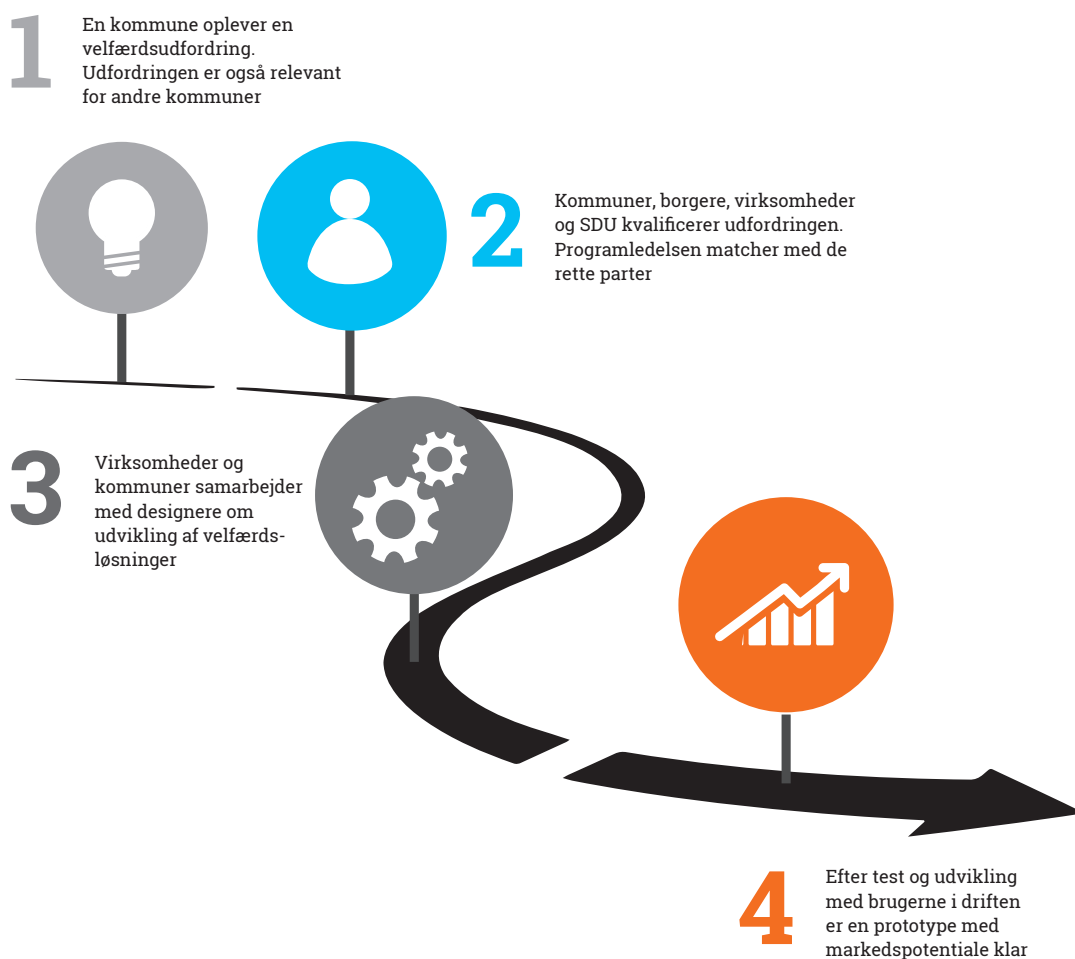 1
En kommune oplever en
velfærdsudfordring.
Udfordringen er også relevant
for andre kommuner
2
Kommuner, borgere, virksomheder
og SDU kvalificerer udfordringen.
Programledelsen matcher med de
rette parter
3
Virksomheder og
kommuner samarbejder
med designere om
udvikling af velfærds-
løsninger
4
Efter test og udvikling
med brugerne i driften
er en prototype med
markedspotentiale klar